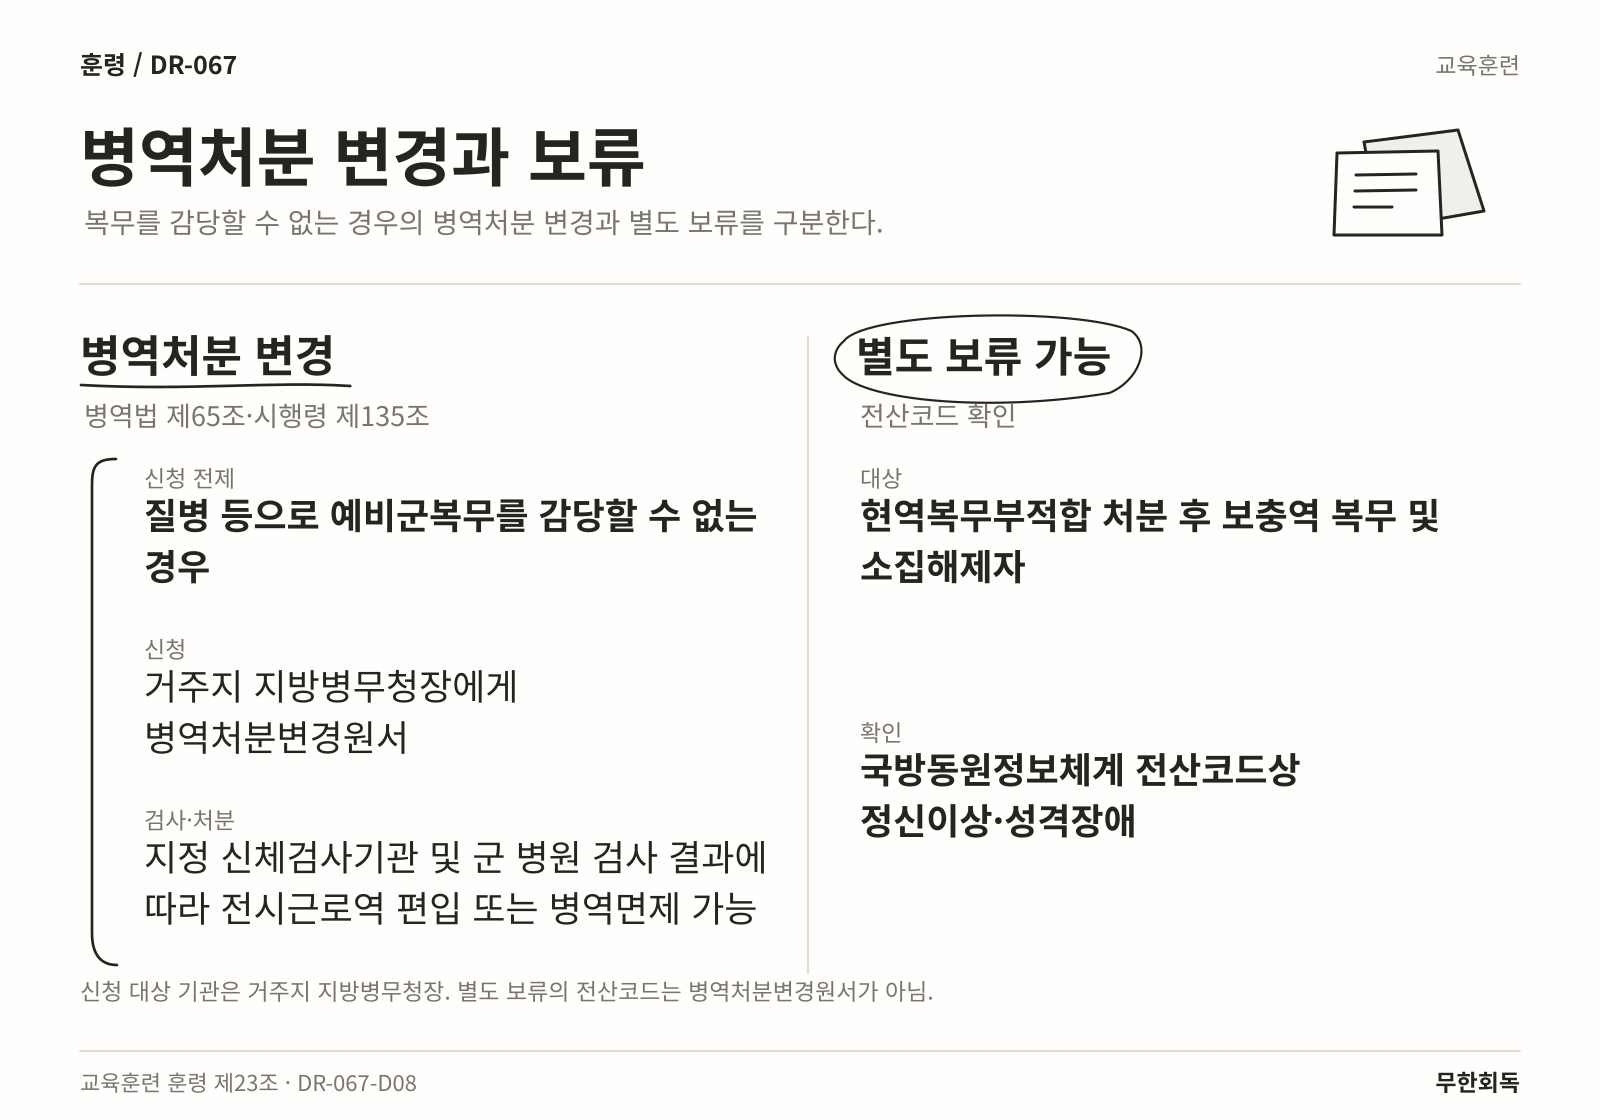 훈령 / DR-067
교육훈련
병역처분 변경과 보류
복무를 감당할 수 없는 경우의 병역처분 변경과 별도 보류를 구분한다.
병역처분 변경
병역법 제65조·시행령 제135조
신청 전제
질병 등으로 예비군복무를 감당할 수 없는
경우
신청
거주지 지방병무청장에게
병역처분변경원서
검사·처분
지정 신체검사기관 및 군 병원 검사 결과에
따라 전시근로역 편입 또는 병역면제 가능
별도 보류 가능
전산코드 확인
대상
현역복무부적합 처분 후 보충역 복무 및
소집해제자
확인
국방동원정보체계 전산코드상
정신이상·성격장애
신청 대상 기관은 거주지 지방병무청장. 별도 보류의 전산코드는 병역처분변경원서가 아님.
교육훈련 훈령 제23조 · DR-067-D08
무한회독